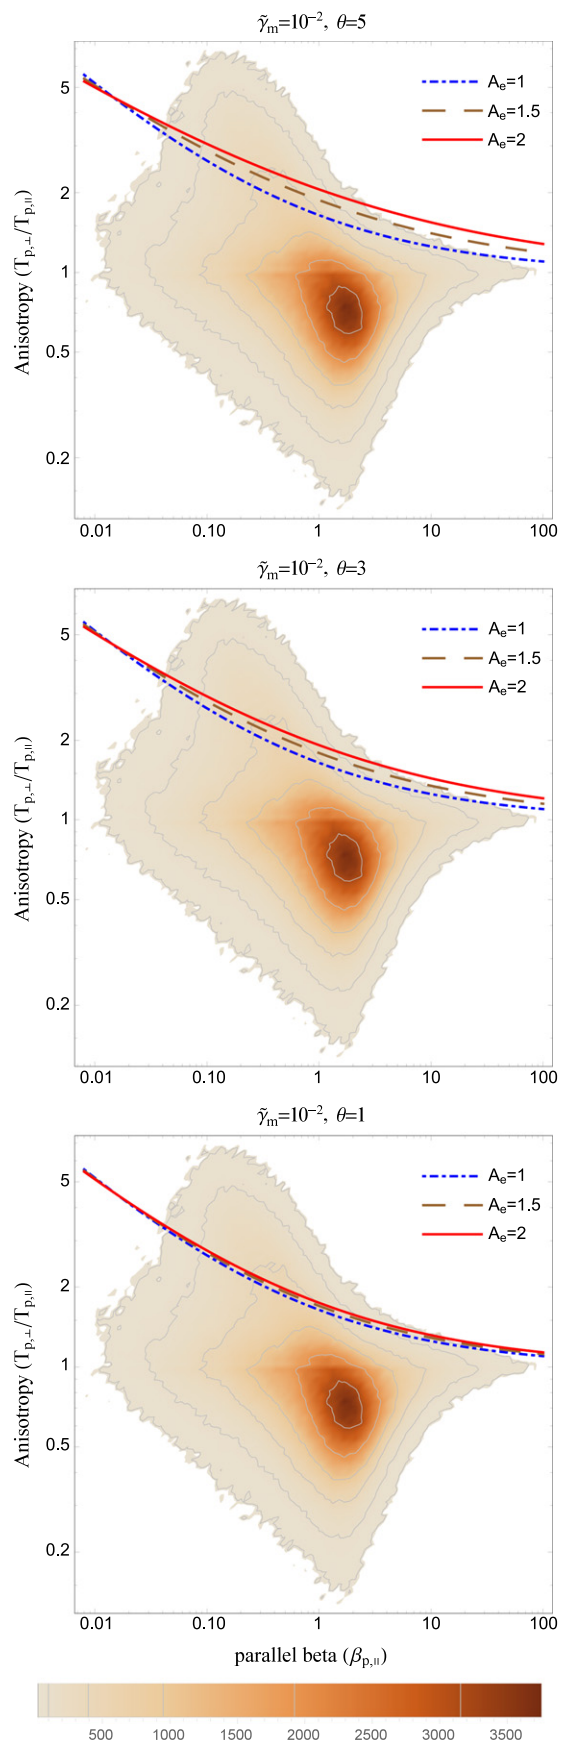 γ̃ₘ=10⁻², θ=5
Anisotropy (Tₚ,⊥/Tₚ,∥)
5
2
1
0.5
0.2
Aₑ=1
Aₑ=1.5
Aₑ=2
0.01 0.10 1 10 100
γ̃ₘ=10⁻², θ=3
Anisotropy (Tₚ,⊥/Tₚ,∥)
5
2
1
0.5
0.2
Aₑ=1
Aₑ=1.5
Aₑ=2
0.01 0.10 1 10 100
γ̃ₘ=10⁻², θ=1
Anisotropy (Tₚ,⊥/Tₚ,∥)
5
2
1
0.5
0.2
Aₑ=1
Aₑ=1.5
Aₑ=2
0.01 0.10 1 10 100
parallel beta (βₚ,∥)
500 1000 1500 2000 2500 3000 3500